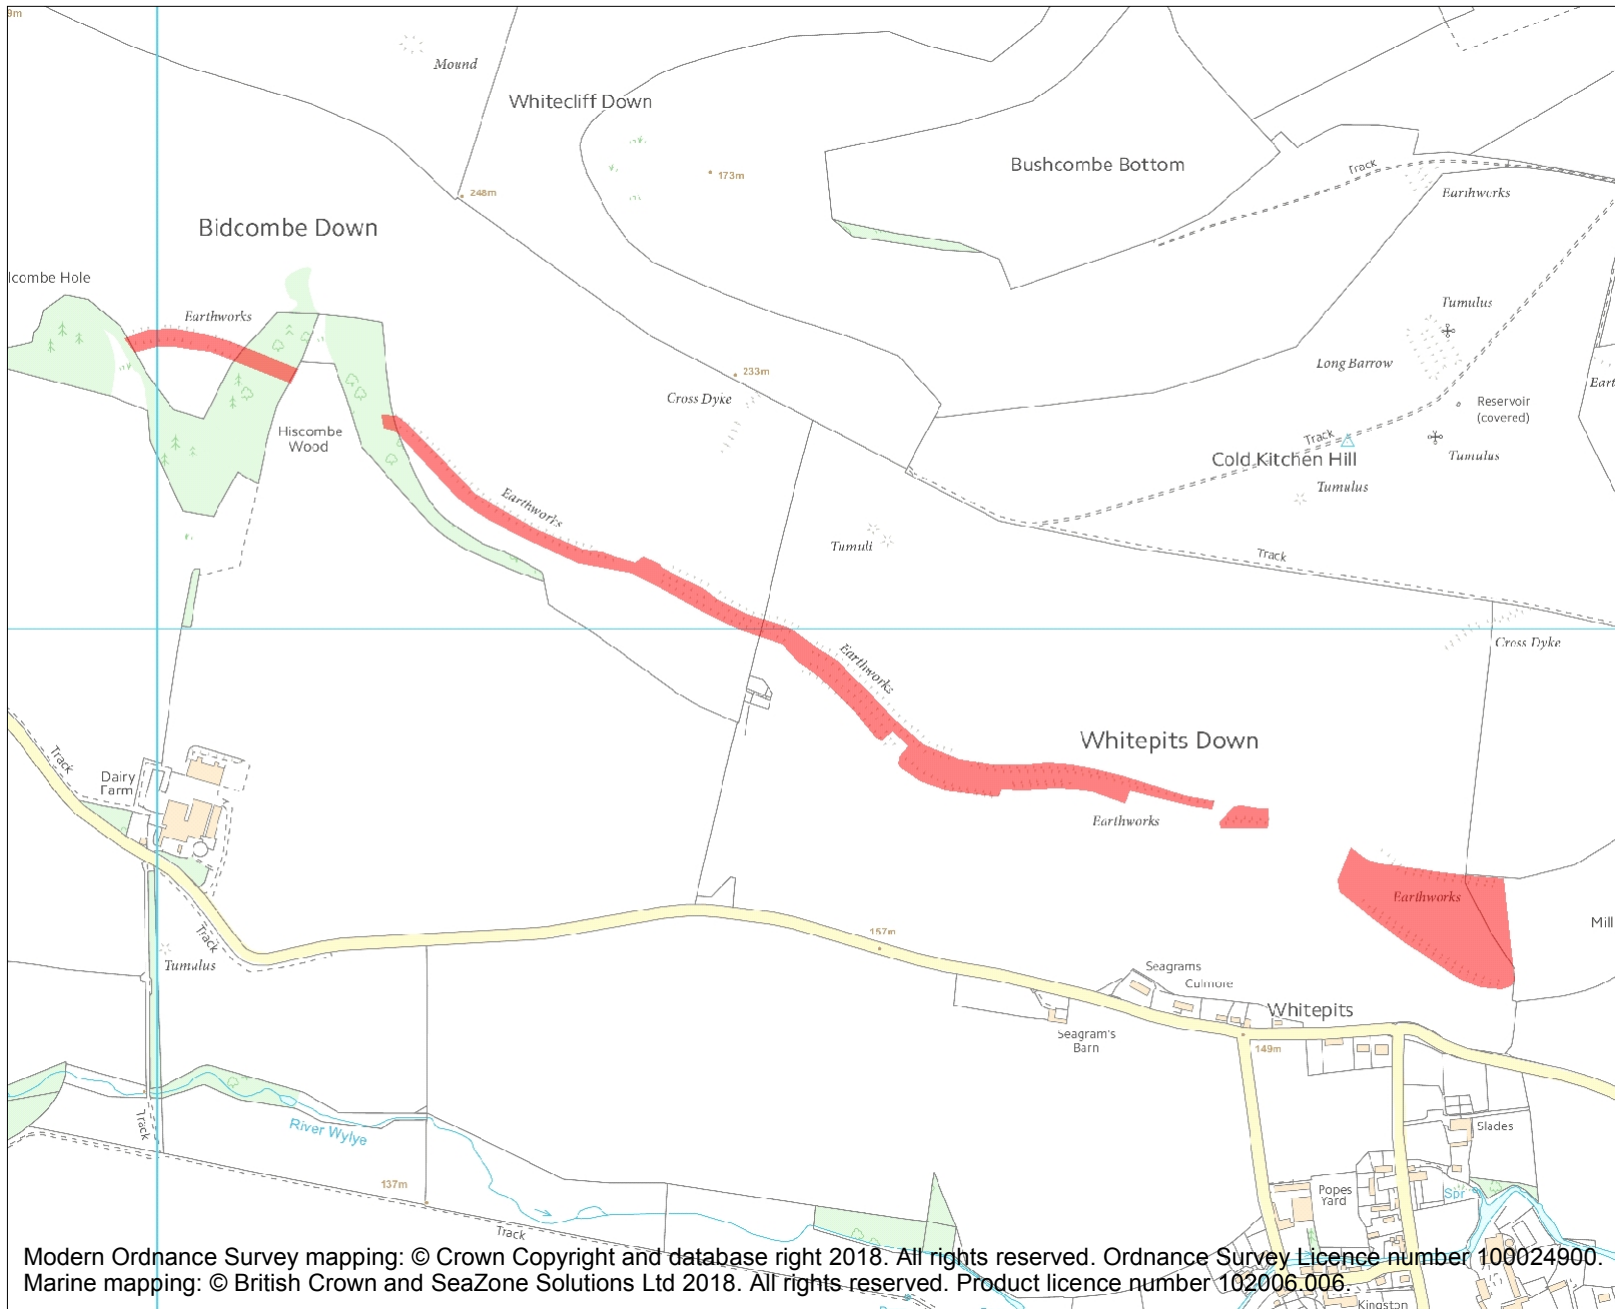 9m
Mound
Whitecliff Down
Bushcombe Bottom
Track
173m
248m
Earthworks
Bidcombe Down
lcombe Hole
Earthworks
Tumulus
Long Barrow
233m
Cross Dyke
Reservoir
(covered)
Eart
Track
Hiscombe
Wood
Cold Kitchen Hill
Tumulus
Tumulus
Earthworks
Tumuli
Track
Cross Dyke
Earthworks
Whitepits Down
Track
Dairy
Farm
Earthworks
Earthworks
Mill
157m
Track
Tumulus
Seagrams
Culmore
Whitepits
Seagram's
Barn
149m
Track
River Wylye
Slades
137m
Popes
Yard
Spr
Track
Modern Ordnance Survey mapping: © Crown Copyright and database right 2018. All rights reserved. Ordnance Survey Licence number 100024900.
Marine mapping: © British Crown and SeaZone Solutions Ltd 2018. All rights reserved. Product licence number 102006.006.
Kingston